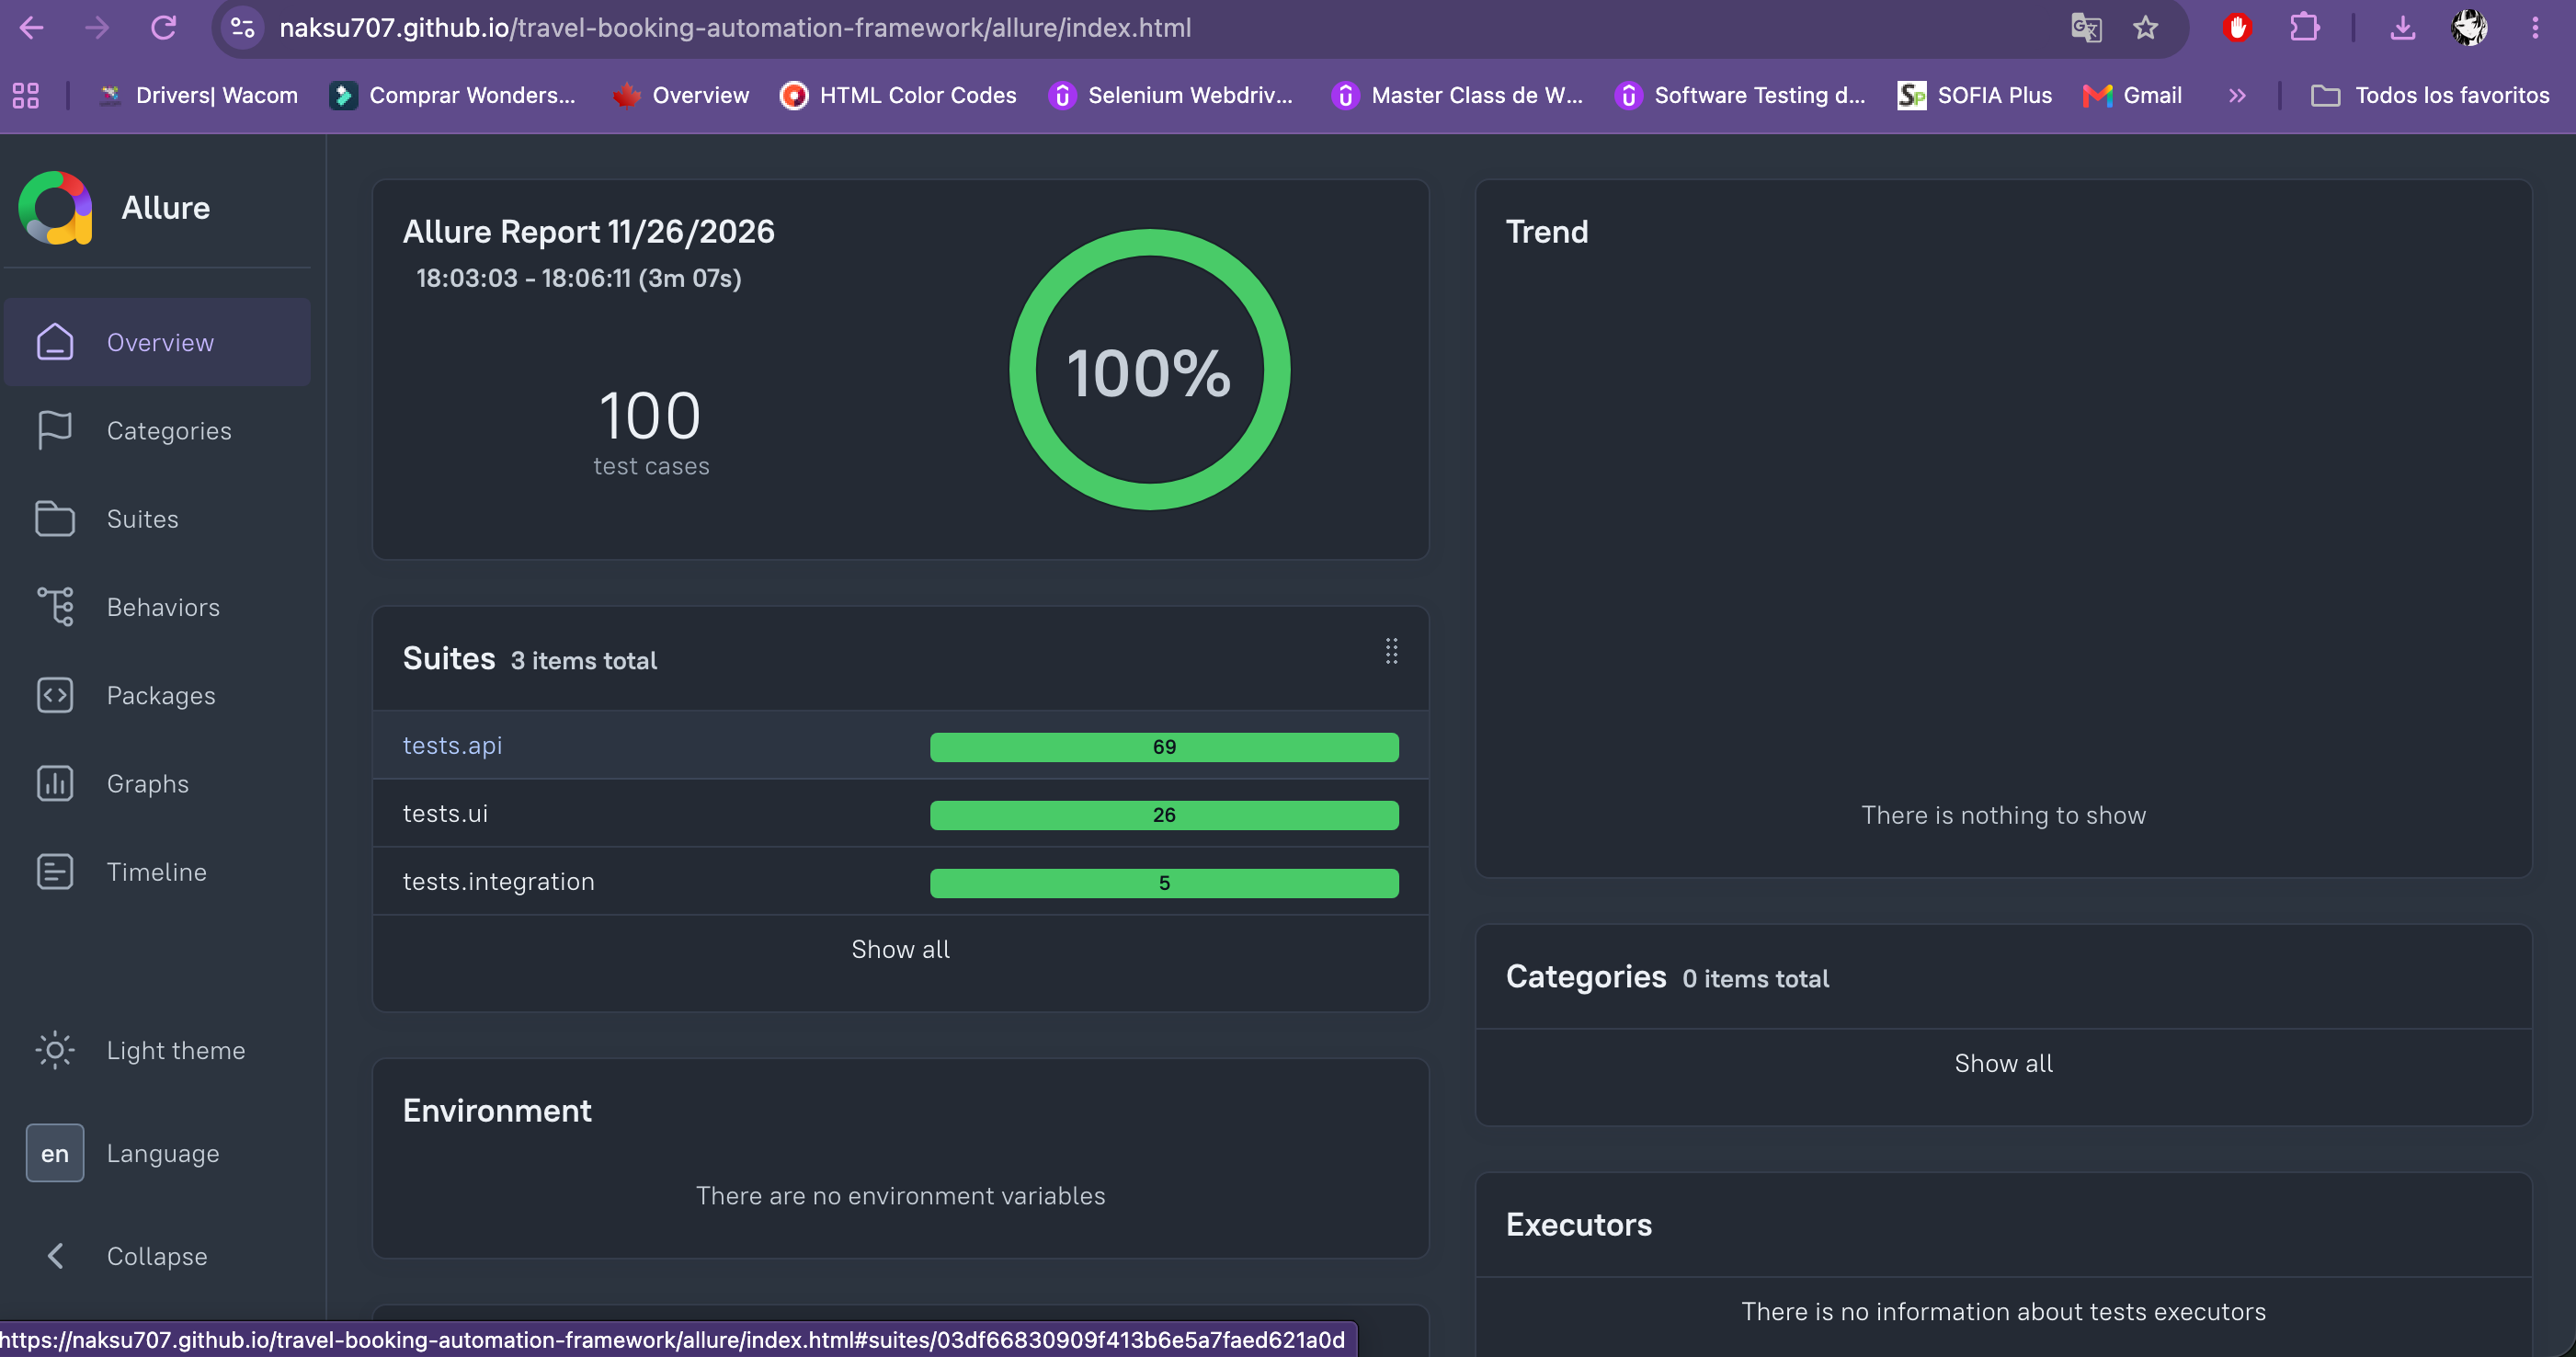 naksu707.github.io/travel-booking-automation-framework/allure/index.html
Drivers| Wacom
Comprar Wonders...
Overview
HTML Color Codes
Selenium Webdriv...
Master Class de W...
Software Testing d...
SOFIA Plus
Gmail
Todos los favoritos
Allure
Overview
Categories
Suites
Behaviors
Packages
Graphs
Timeline
Light theme
en Language
Collapse
Allure Report 11/26/2026
18:03:03 - 18:06:11 (3m 07s)
100
test cases
100%
Suites 3 items total
tests.api 69
tests.ui 26
tests.integration 5
Show all
Environment
There are no environment variables
Trend
There is nothing to show
Categories 0 items total
Show all
Executors
There is no information about tests executors
https://naksu707.github.io/travel-booking-automation-framework/allure/index.html#suites/03df66830909f413b6e5a7faed621a0d